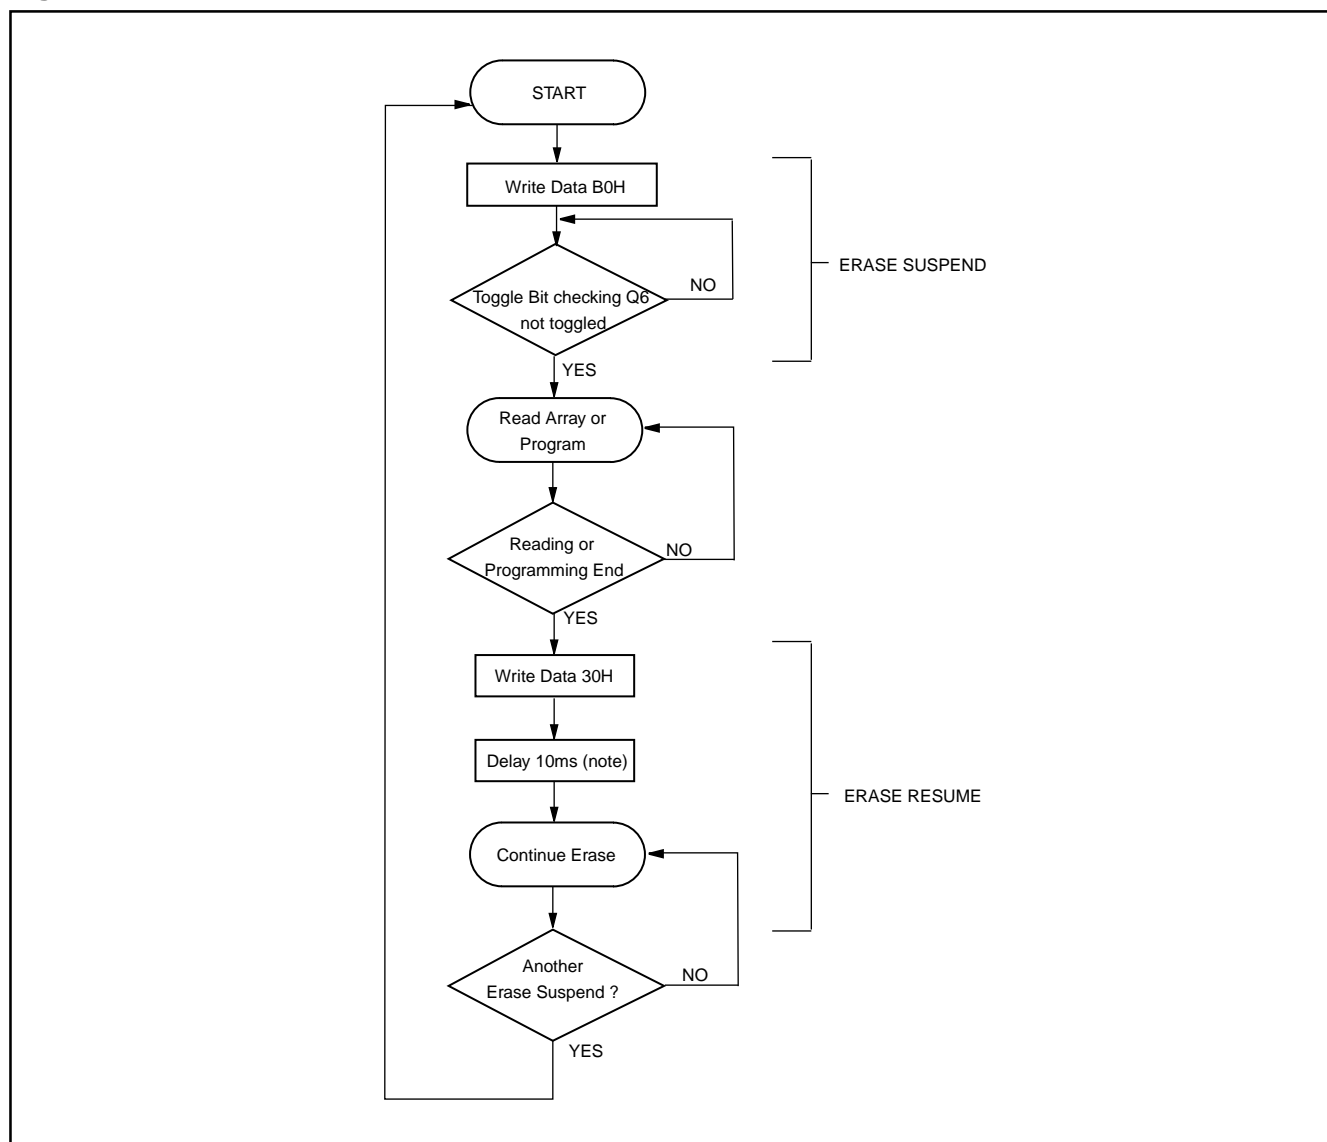 START
Write Data B0H
ERASE SUSPEND
Toggle Bit checking Q6
not toggled
NO
YES
Read Array or
Program
Reading or
Programming End
NO
YES
Write Data 30H
Delay 10ms (note)
ERASE RESUME
Continue Erase
Another
Erase Suspend ?
NO
YES